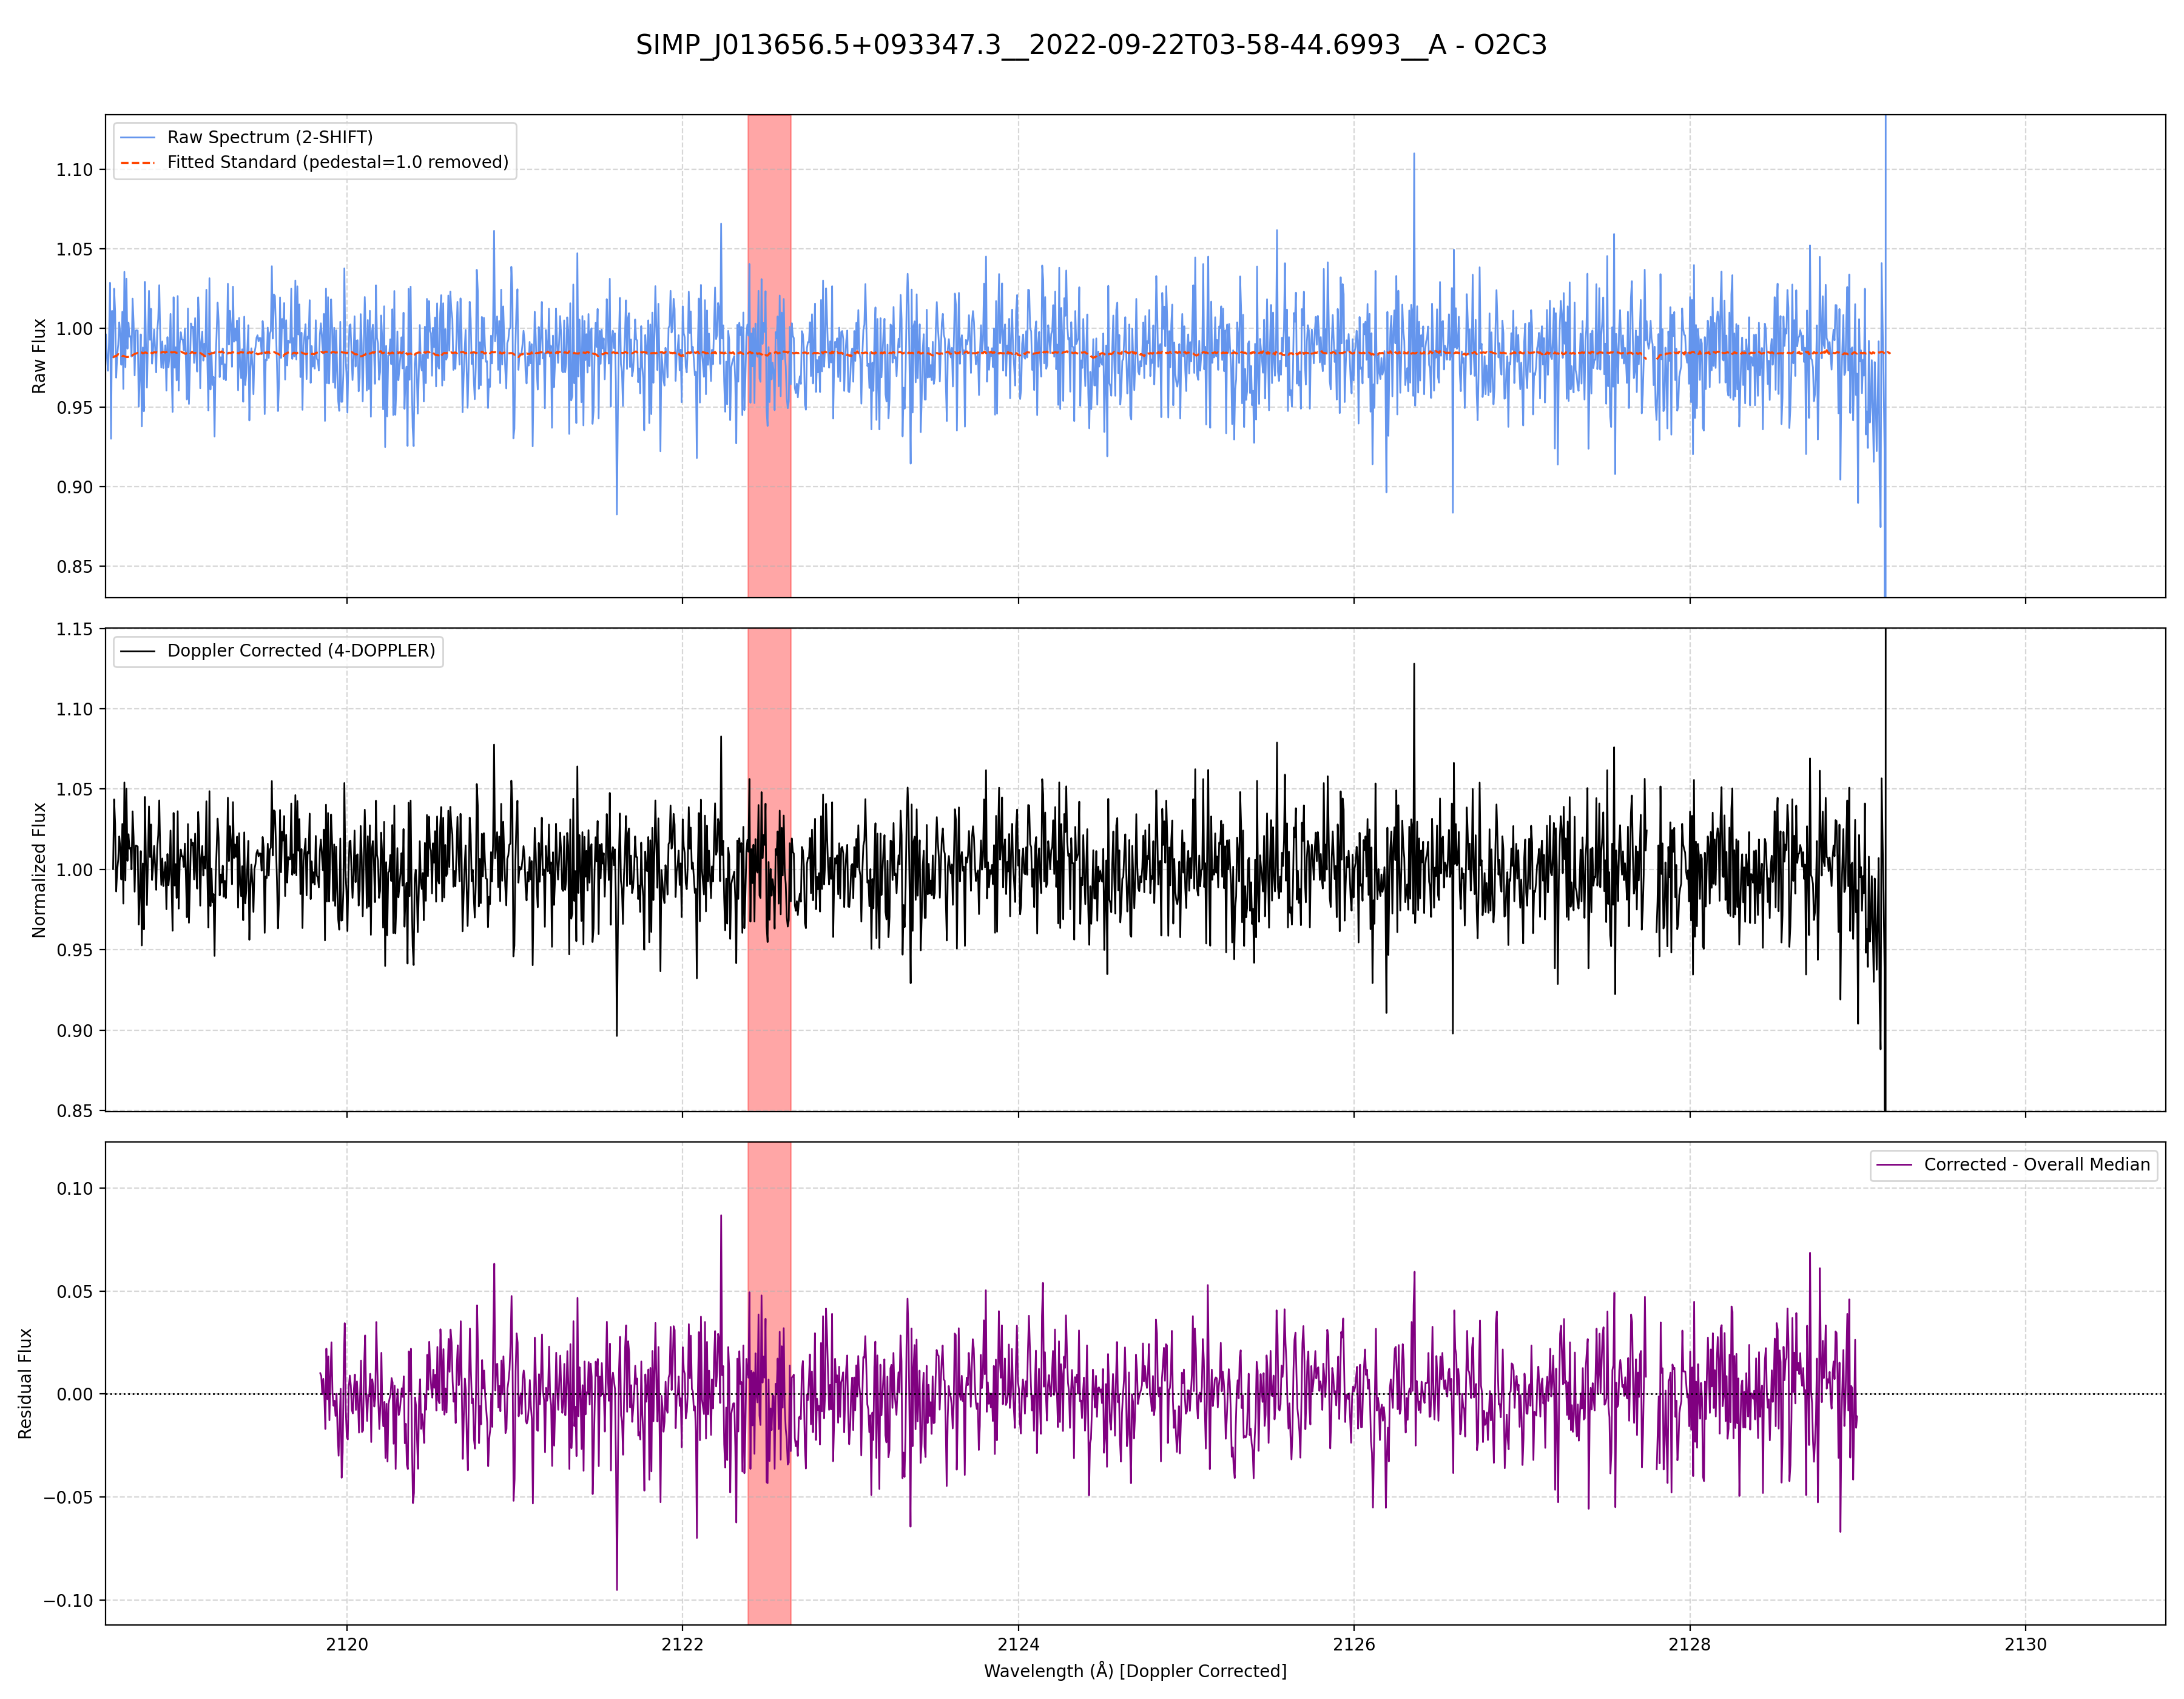 SIMP_J013656.5+093347.3__2022-09-22T03-58-44.6993__A - O2C3
Raw Spectrum (2-SHIFT)
Fitted Standard (pedestal=1.0 removed)
Raw Flux
1.10
1.05
1.00
0.95
0.90
0.85
Doppler Corrected (4-DOPPLER)
Normalized Flux
1.15
1.10
1.05
1.00
0.95
0.90
0.85
Corrected - Overall Median
Residual Flux
0.10
0.05
0.00
−0.05
−0.10
2120
2122
2124
2126
2128
2130
Wavelength (Å) [Doppler Corrected]